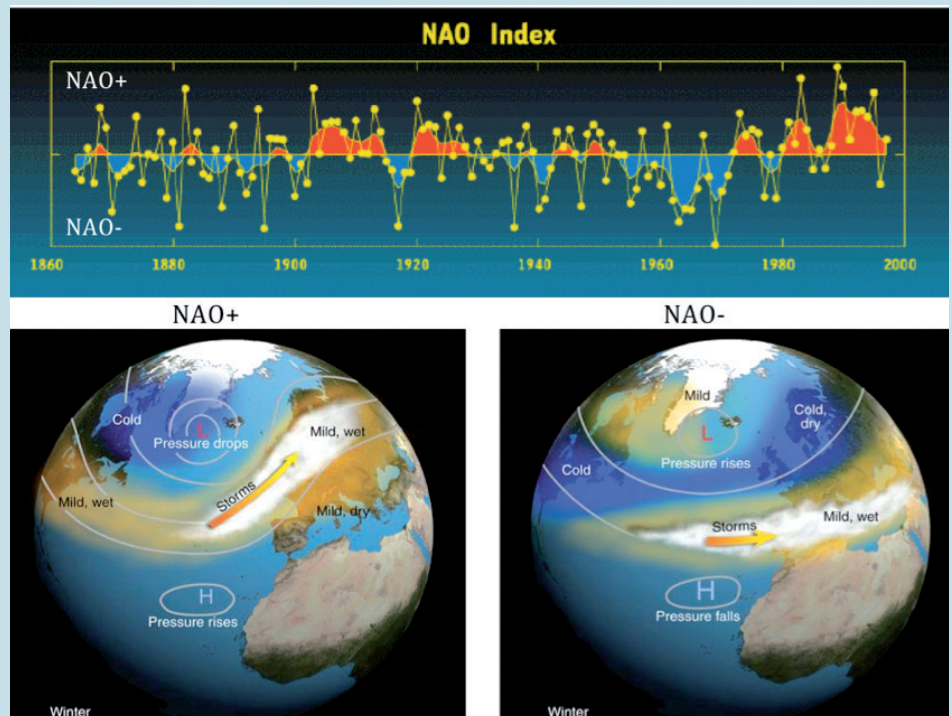 NAO Index
NAO+
NAO-
1860 1880 1900 1920 1940 1960 1980 2000
NAO+
Cold
L
Pressure drops
Mild, wet
Mild, wet
Storms
Mild, dry
H
Pressure rises
Winter
NAO-
Mild
Cold,
dry
L
Cold
Pressure rises
Storms
Mild, wet
H
Pressure falls
Winter